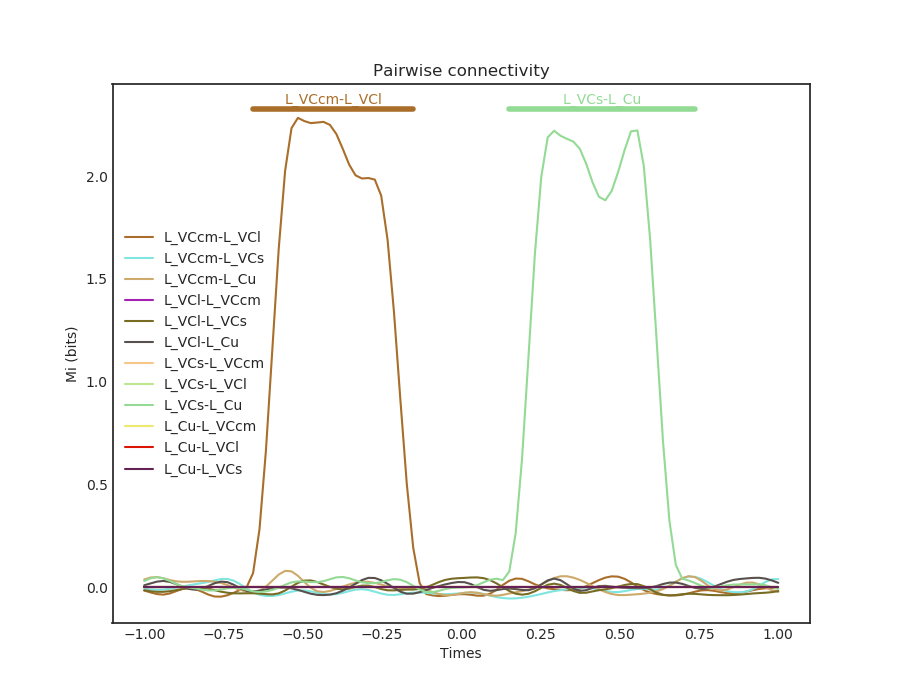 Pairwise connectivity
L_VCcm-L_VCl
L_VCs-L_Cu
2.0
1.5
1.0
0.5
0.0
Mi (bits)
L_VCcm-L_VCl
L_VCcm-L_VCs
L_VCcm-L_Cu
L_VCl-L_VCcm
L_VCl-L_VCs
L_VCl-L_Cu
L_VCs-L_VCcm
L_VCs-L_VCl
L_VCs-L_Cu
L_Cu-L_VCcm
L_Cu-L_VCl
L_Cu-L_VCs
−1.00 −0.75 −0.50 −0.25 0.00 0.25 0.50 0.75 1.00
Times